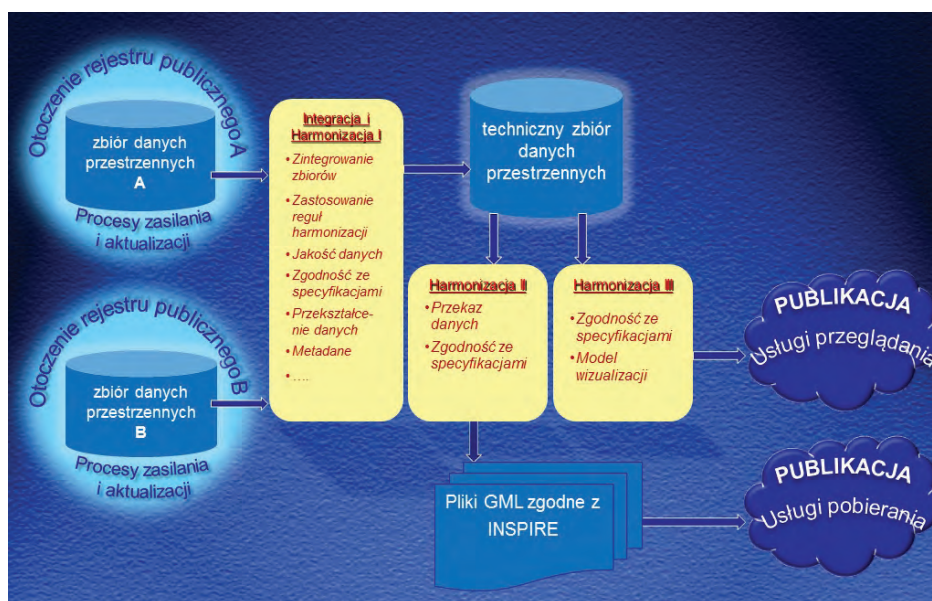 Otoczenie rejestru publicznego A
zbiór danych
przestrzennych
A
Procesy zasilania
i aktualizacji
Otoczenie rejestru publicznego B
zbiór danych
przestrzennych
B
Procesy zasilania
i aktualizacji
Integracja i
Harmonizacja I
• Zintegrowanie
zbiorów
• Zastosowanie
reguł
harmonizacji
• Jakość danych
• Zgodność ze
specyfikacjami
• Przekształce-
nie danych
• Metadane
• ....
techniczny zbiór
danych
przestrzennych
Harmonizacja II
• Przekaz
danych
• Zgodność ze
specyfikacjami
Harmonizacja III
• Zgodność ze
specyfikacjami
• Model
wizualizacji
PUBLIKACJA
Usługi przeglądania
Pliki GML zgodne z
INSPIRE
PUBLIKACJA
Usługi pobierania